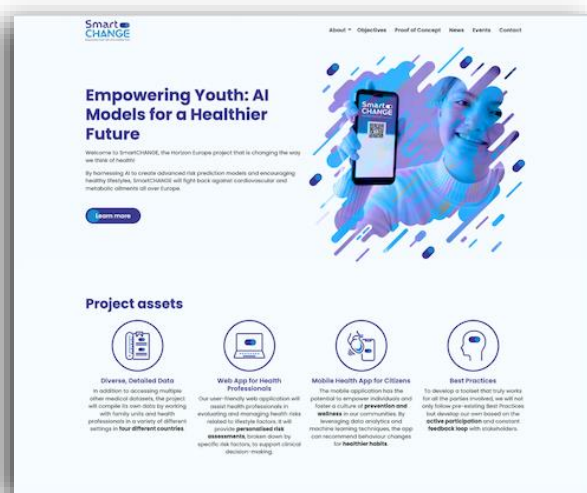 Smart
CHANGE
About Objectives Proof of Concept News Events Contact
Empowering Youth: AI
Models for a Healthier
Future
Welcome to SmartCHANGE, the Horizon Europe project that is changing the way
we think of health!
By harnessing AI to create advanced risk prediction models and encouraging
healthy lifestyles, SmartCHANGE will fight back against cardiovascular and
metabolic ailments all over Europe.
Learn more
Smart
CHANGE
Project assets
Diverse, Detailed Data
In addition to accessing multiple
other medical datasets, the project
will compile its own data by working
with family units and health
professionals in a variety of different
settings in four different countries.
Web App for Health
Professionals
Our user-friendly web application will
assist health professionals in
evaluating and managing health risks
related to lifestyle factors. It will
provide personalised risk
assessments, broken down by
specific risk factors, to support clinical
decision-making.
Mobile Health App for Citizens
The mobile application has the
potential to empower individuals and
foster a culture of prevention and
wellness in our communities. By
leveraging data analytics and
machine learning techniques, the app
can recommend behaviour changes
for healthier habits.
Best Practices
To develop a toolset that truly works
for all the parties involved, we will not
only follow pre-existing Best Practices
but develop our own based on the
active participation and constant
feedback loop with stakeholders.